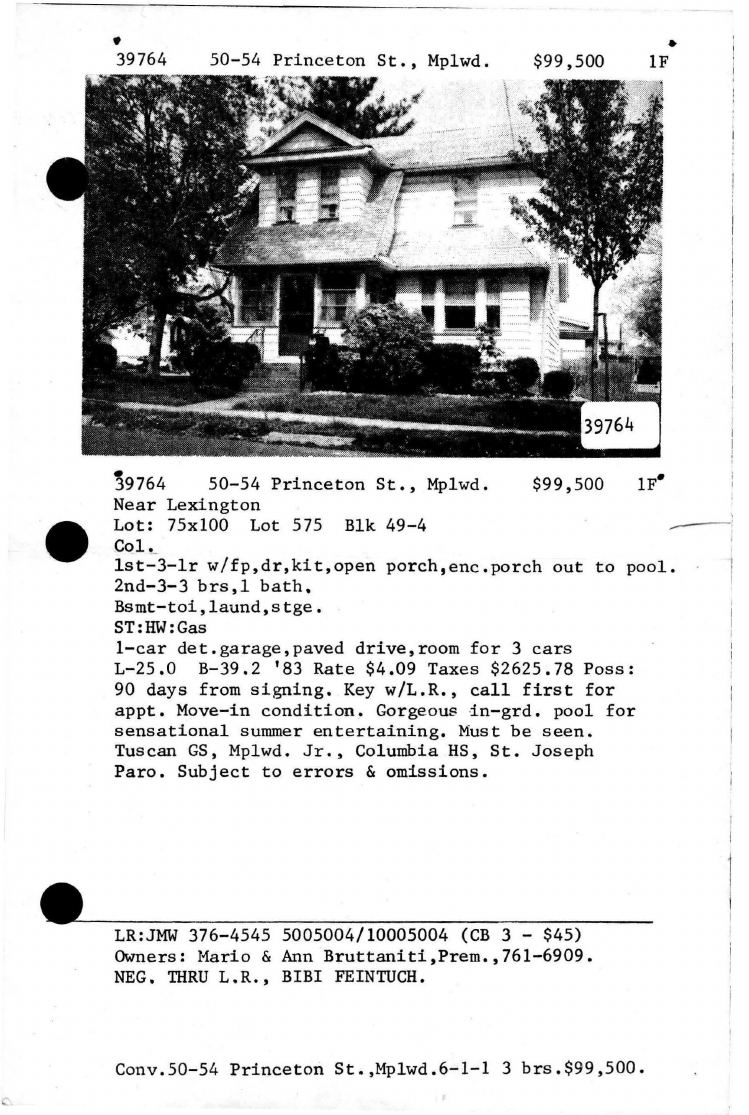 39764 50-54 Princeton St., Mplwd. $99,500 1F
39764
39764 50-54 Princeton St., Mplwd. $99,500 1F
Near Lexington
Lot: 75x100 Lot 575 Blk 49-4
Col.
1st-3-lr w/fp,dr,kit,open porch,enc.porch out to pool.
2nd-3-3 brs,1 bath.
Bsmt-toi,laund,stge.
ST:HW:Gas
1-car det.garage,paved drive,room for 3 cars
L-25.0 B-39.2 '83 Rate $4.09 Taxes $2625.78 Poss:
90 days from signing. Key w/L.R., call first for
appt. Move-in condition. Gorgeous in-grd. pool for
sensational summer entertaining. Must be seen.
Tuscan GS, Mplwd. Jr., Columbia HS, St. Joseph
Paro. Subject to errors & omissions.
LR:JMW 376-4545 5005004/10005004 (CB 3 - $45)
Owners: Mario & Ann Bruttaniti,Prem.,761-6909.
NEG. THRU L.R., BIBI FEINTUCH.
Conv.50-54 Princeton St.,Mplwd.6-1-1 3 brs.$99,500.